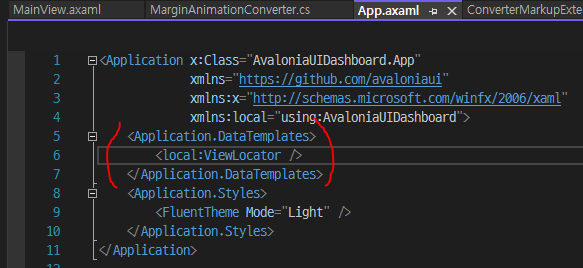 MainView.axaml MarginAnimationConverter.cs App.axaml ConverterMarkupExte
1 <Application x:Class="AvaloniaUIDashboard.App"
2 xmlns="https://github.com/avaloniaui"
3 xmlns:x="http://schemas.microsoft.com/winfx/2006/xaml"
4 xmlns:local="using:AvaloniaUIDashboard">
5 <Application.DataTemplates>
6 <local:ViewLocator />
7 </Application.DataTemplates>
8 <Application.Styles>
9 <FluentTheme Mode="Light" />
10 </Application.Styles>
11 </Application>
12